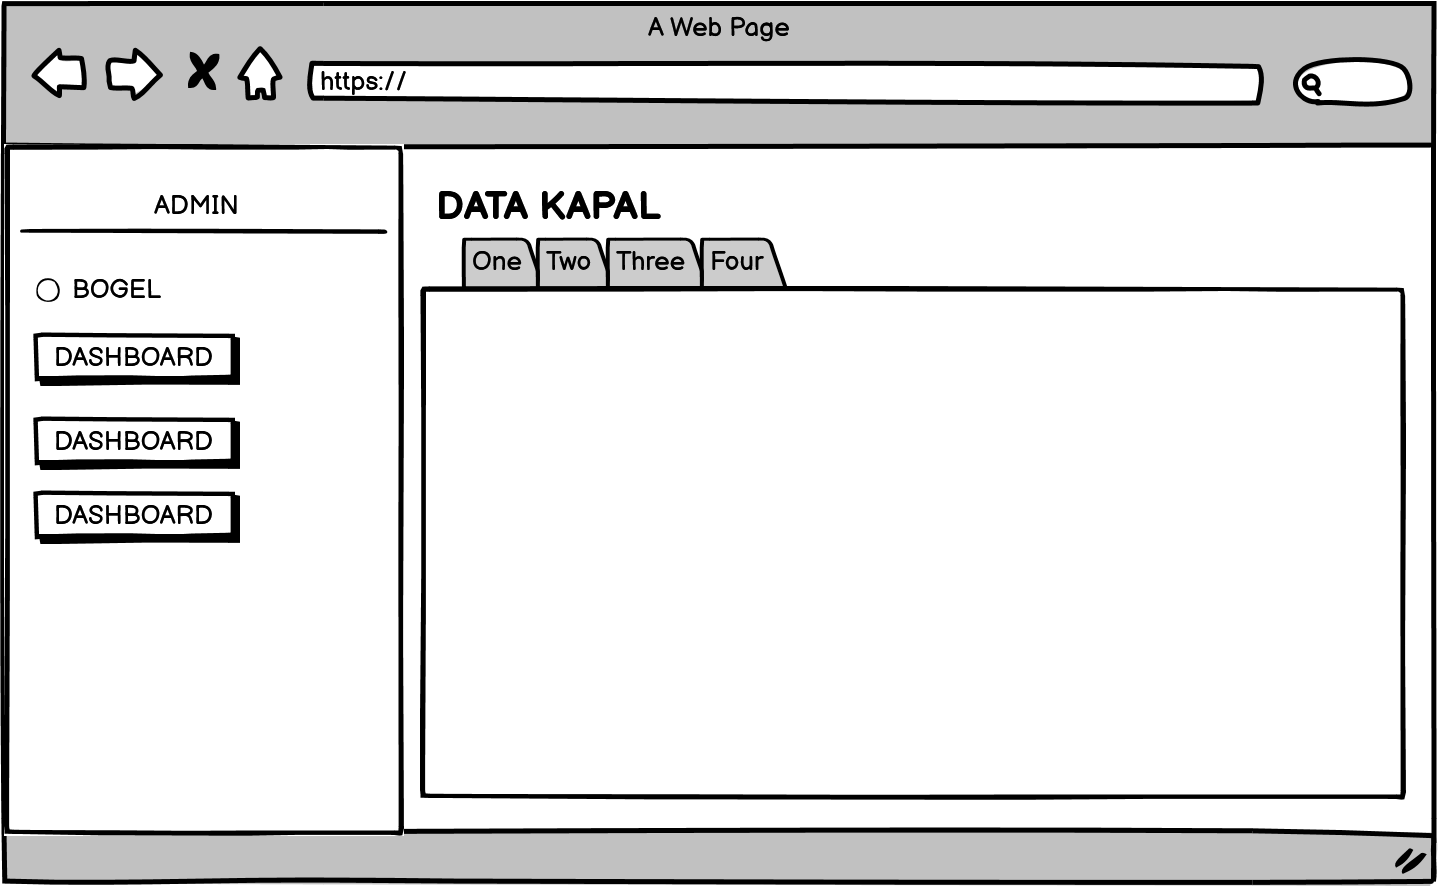 A Web Page
https://
ADMIN
BOGEL
DASHBOARD
DASHBOARD
DASHBOARD
DATA KAPAL
One Two Three Four